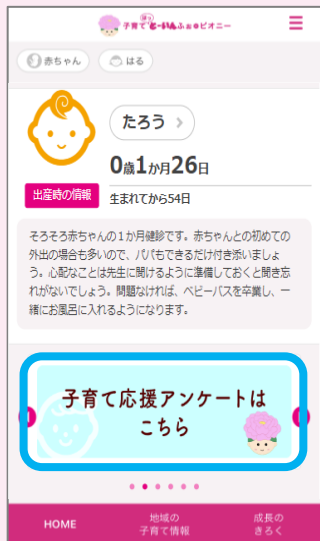 子育て ふぉ●ピオニー
赤ちゃん はる
たろう
0歳1か月26日
出産時の情報 生まれてから54日
そろそろ赤ちゃんの1か月健診です。赤ちゃんとの初めての
外出の場合も多いので、パパもできるだけ付き添いましょ
う。心配なことは先生に聞けるように準備しておくと聞き忘
れがないでしょう。問題なければ、ベビーバスを卒業し、一
緒にお風呂に入れるようになります。
子育て応援アンケートは
こちら
HOME
地域の
子育て情報
成長の
きろく